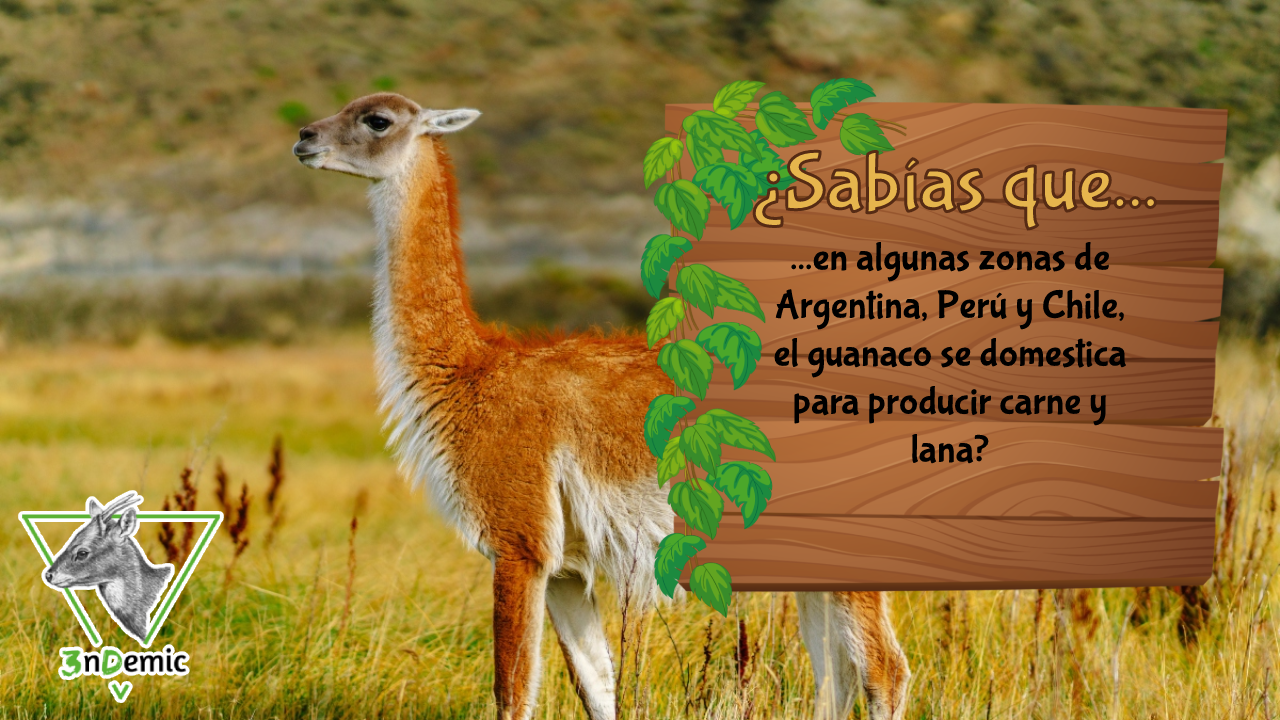 ¿Sabías que...
...en algunas zonas de
Argentina, Perú y Chile,
el guanaco se domestica
para producir carne y
lana?
3nDemic